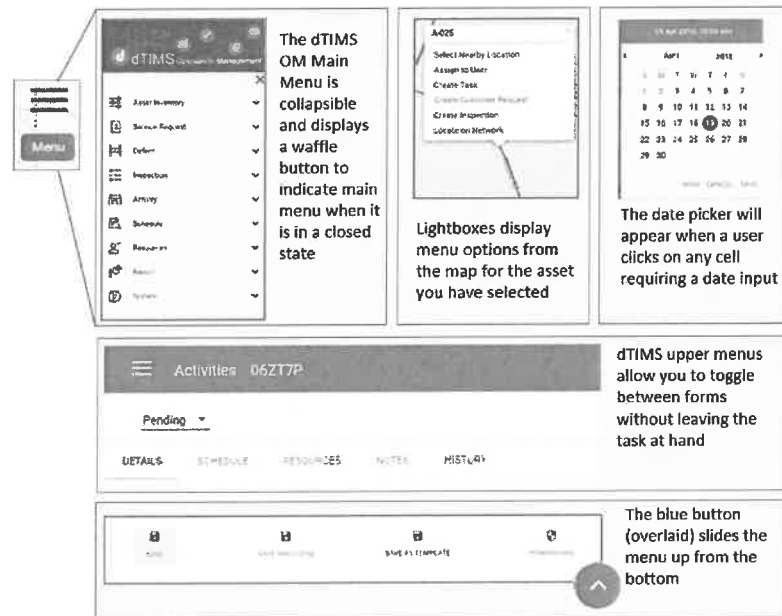 Menu
dTIMS Operations Management
Asset Inventory
Service Request
Defect
Inspection
Activity
Schedule
Resources
Report
System
The dTIMS
OM Main
Menu is
collapsible
and displays
a waffle
button to
indicate main
menu when it
is in a closed
state
A-025
Select Nearby Location
Assign to User
Create Task
Create Customer Request
Create Inspection
Locate on Network
Lightboxes display
menu options from
the map for the asset
you have selected
April 2018
1 2 3 4 5 6 7
8 9 10 11 12 13 14
15 16 17 18 19 20 21
22 23 24 25 26 27 28
29 30
CANCEL SAVE
The date picker will
appear when a user
clicks on any cell
requiring a date input
Activities 06ZT7P
Pending
DETAILS SCHEDULE RESOURCES NOTES HISTORY
dTIMS upper menus
allow you to toggle
between forms
without leaving the
task at hand
SAVE AS TEMPLATE
The blue button
(overlaid) slides the
menu up from the
bottom